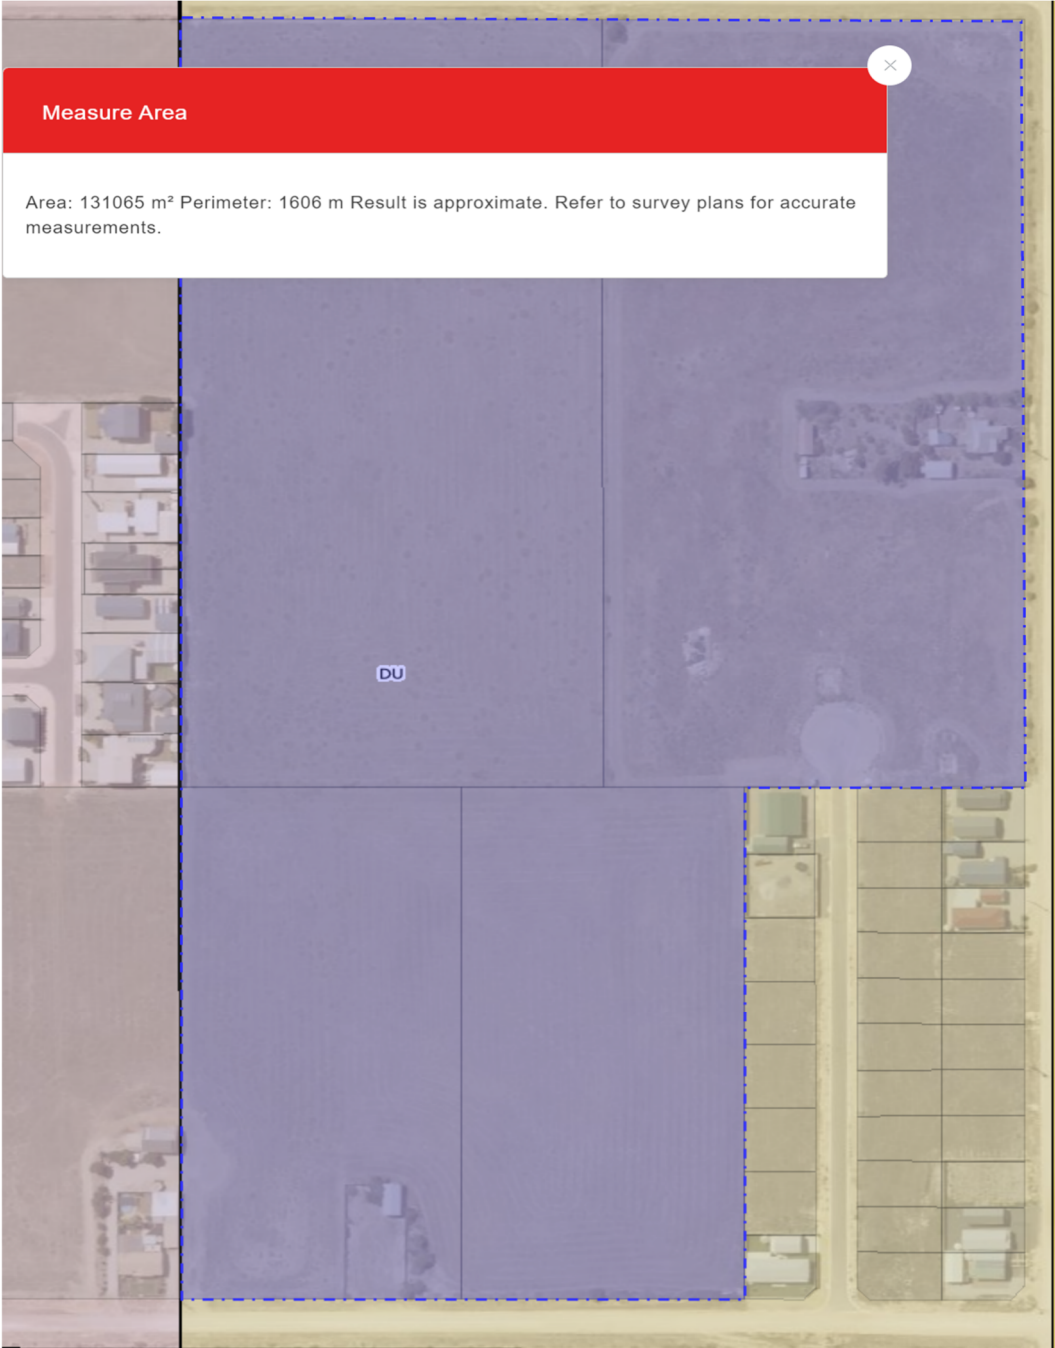 Measure Area
Area: 131065 m² Perimeter: 1606 m Result is approximate. Refer to survey plans for accurate
measurements.
DU